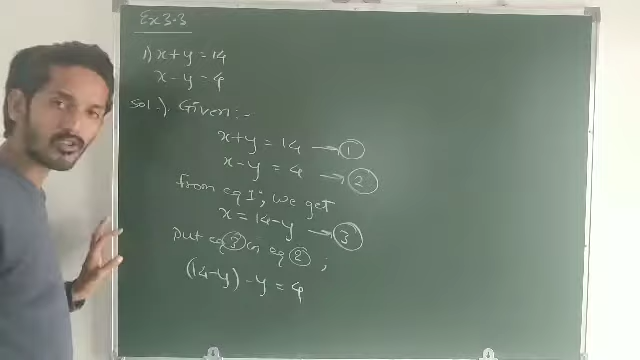 Ex 3.3
1) x+y = 14
x-y = 4
Sol:-). Given:-
x+y = 14 → 1
x-y = 4 → 2
from eq I; we get
x = 14-y → 3
put eq 3 in eq 2 ;
(14-y) - y = 4